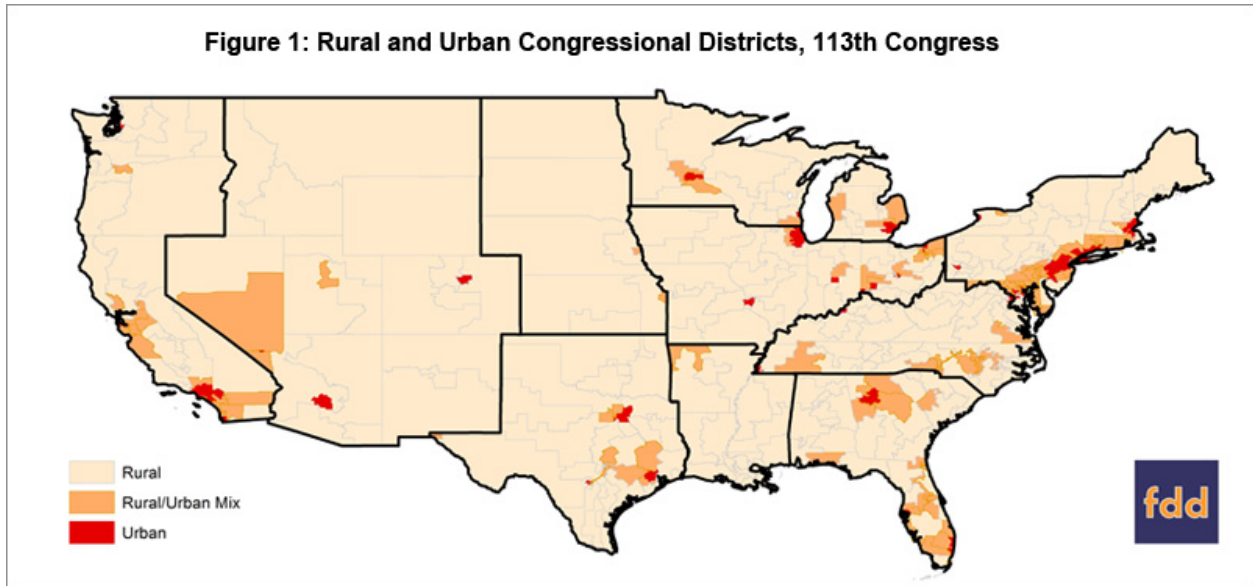 Figure 1: Rural and Urban Congressional Districts, 113th Congress
Rural
Rural/Urban Mix
Urban
fdd